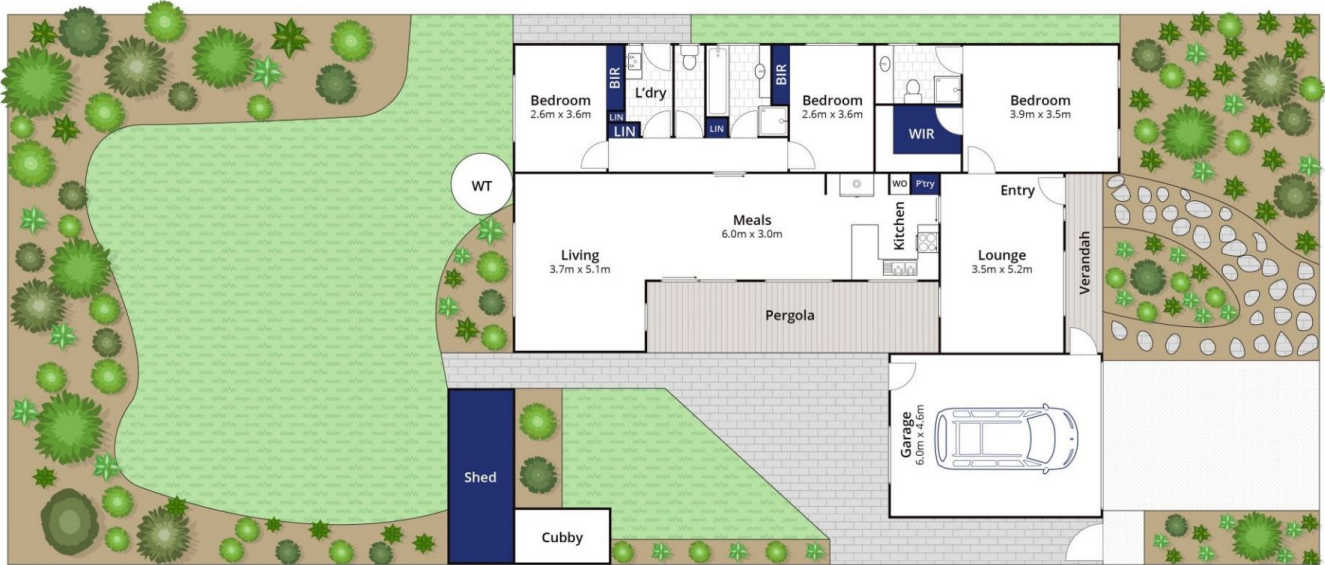 Bedroom
2.6m x 3.6m
BIR
L'dry
LIN
LIN
LIN
BIR
Bedroom
2.6m x 3.6m
WIR
Bedroom
3.9m x 3.5m
WT
Living
3.7m x 5.1m
Meals
6.0m x 3.0m
WO
P'try
Kitchen
Entry
Lounge
3.5m x 5.2m
Verandah
Pergola
Garage
6.0m x 4.6m
Shed
Cubby